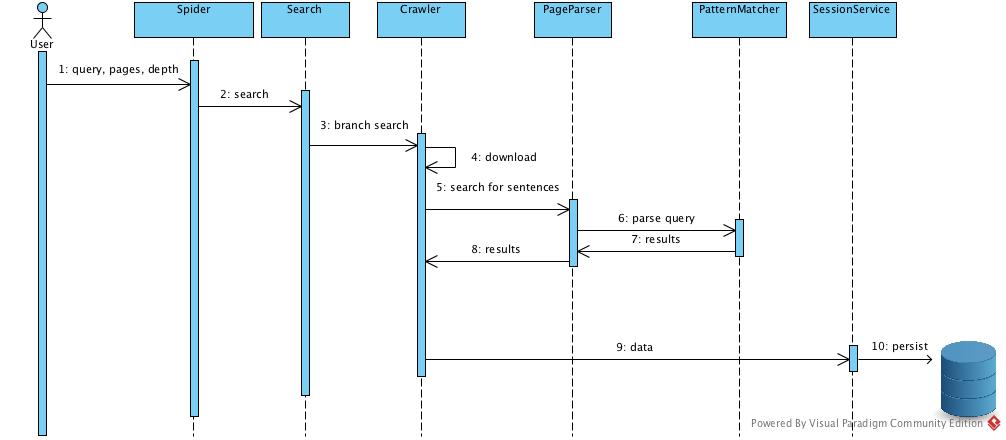 Spider
Search
Crawler
PageParser
PatternMatcher
SessionService
User
1: query, pages, depth
2: search
3: branch search
4: download
5: search for sentences
6: parse query
7: results
8: results
9: data
10: persist
Powered By Visual Paradigm Community Edition